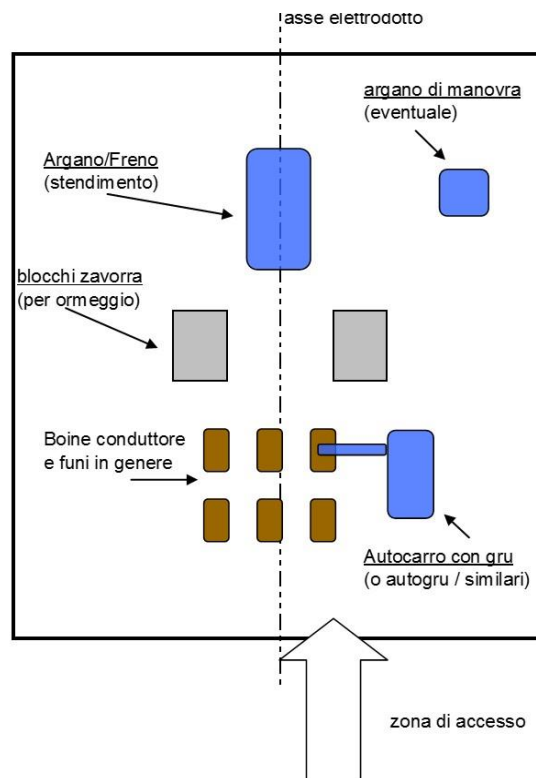 asse elettrodotto
argano di manovra
(eventuale)
Argano/Freno
(stendimento)
blocchi zavorra
(per ormeggio)
Boine conduttore
e funi in genere
Autocarro con gru
(o autogru / similari)
zona di accesso